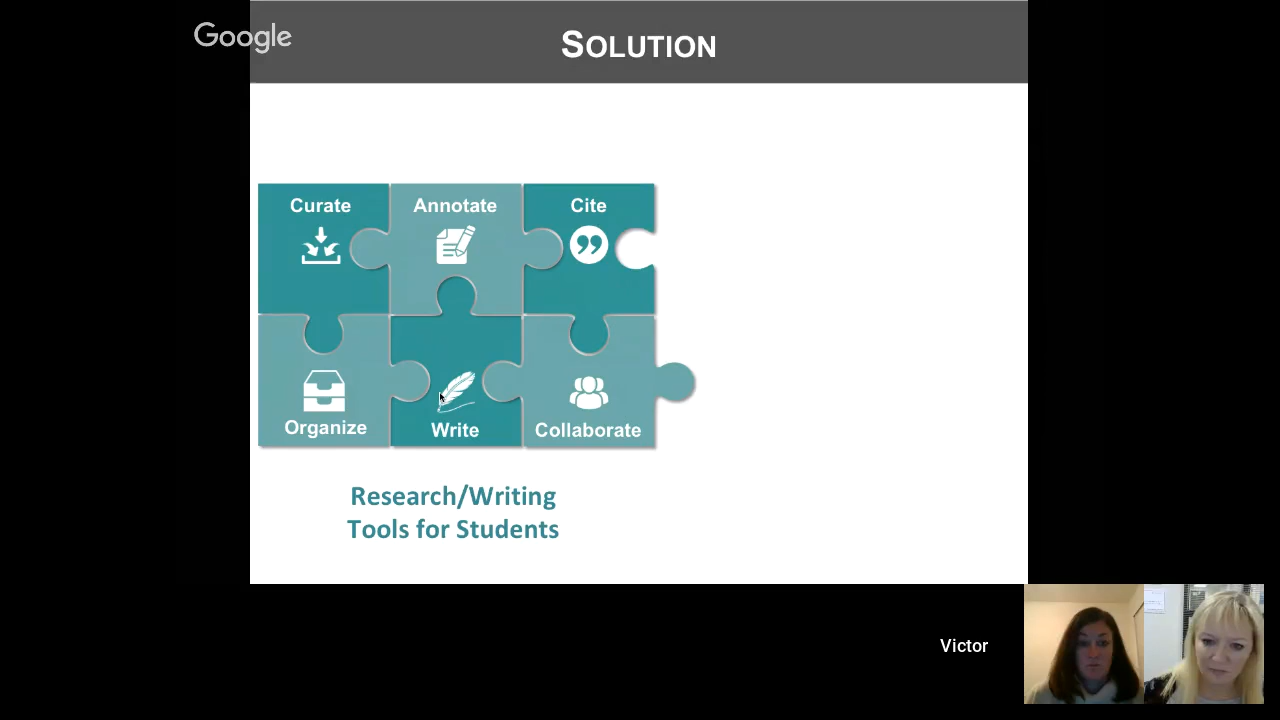 Google
SOLUTION
Curate
Annotate
Cite
Organize
Write
Collaborate
Research/Writing
Tools for Students
Victor